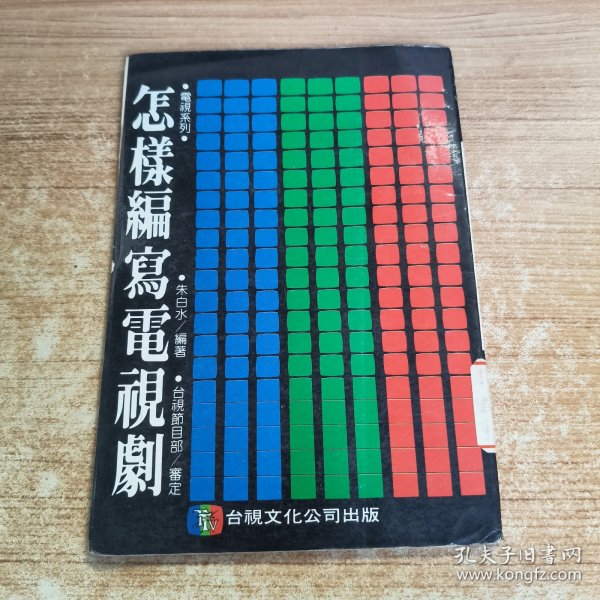 •電視系列•
怎樣編寫電視劇
•朱白水/編著
•台視節目部/審定
TTV
台視文化公司出版
孔夫子旧书网
www.kongfz.com